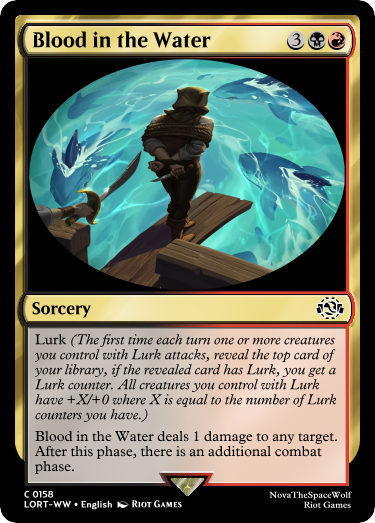 Blood in the Water 3
Sorcery
Lurk (The first time each turn one or more creatures
you control with Lurk attacks, reveal the top card of
your library, if the revealed card has Lurk, you get a
Lurk counter. All creatures you control with Lurk
have +X/+0 where X is equal to the number of Lurk
counters you have.)
Blood in the Water deals 1 damage to any target.
After this phase, there is an additional combat
phase.
C 0158 NovaTheSpaceWolf
LORT-WW • English Riot Games Riot Games